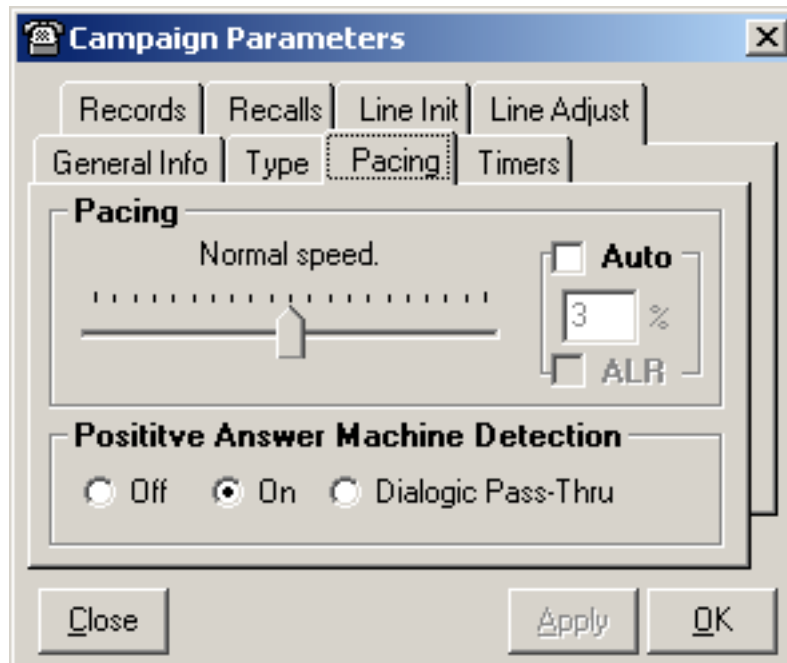 Campaign Parameters
Records Recalls Line Init Line Adjust
General Info Type Pacing Timers
Pacing
Normal speed.
Auto
3 %
ALR
Posititve Answer Machine Detection
Off On Dialogic Pass-Thru
Close Apply OK